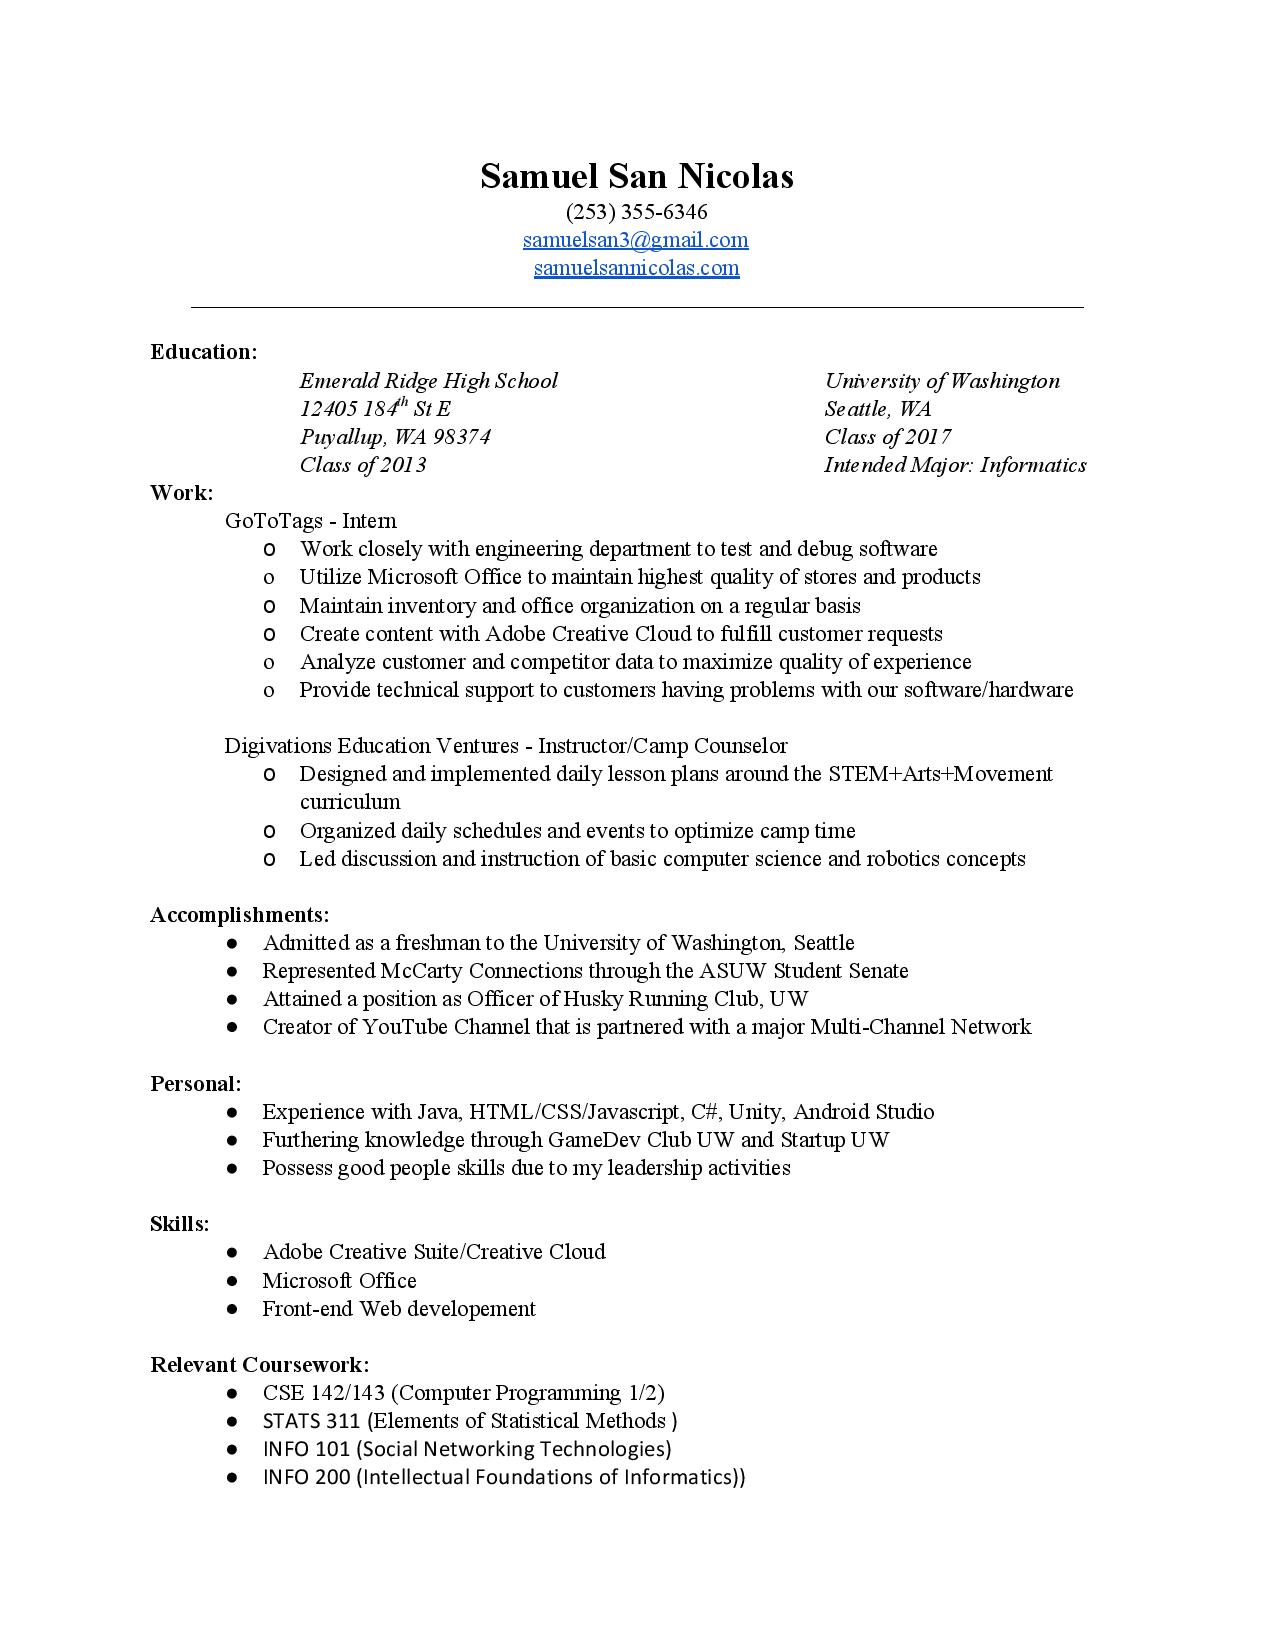 Samuel San Nicolas
(253) 355-6346
samuelsan3@gmail.com
samuelsannicolas.com
Education:
Emerald Ridge High School
12405 184th St E
Puyallup, WA 98374
Class of 2013
University of Washington
Seattle, WA
Class of 2017
Intended Major: Informatics
Work:
GoToTags - Intern
o Work closely with engineering department to test and debug software
o Utilize Microsoft Office to maintain highest quality of stores and products
o Maintain inventory and office organization on a regular basis
o Create content with Adobe Creative Cloud to fulfill customer requests
o Analyze customer and competitor data to maximize quality of experience
o Provide technical support to customers having problems with our software/hardware
Digivations Education Ventures - Instructor/Camp Counselor
o Designed and implemented daily lesson plans around the STEM+Arts+Movement
curriculum
o Organized daily schedules and events to optimize camp time
o Led discussion and instruction of basic computer science and robotics concepts
Accomplishments:
● Admitted as a freshman to the University of Washington, Seattle
● Represented McCarty Connections through the ASUW Student Senate
● Attained a position as Officer of Husky Running Club, UW
● Creator of YouTube Channel that is partnered with a major Multi-Channel Network
Personal:
● Experience with Java, HTML/CSS/Javascript, C#, Unity, Android Studio
● Furthering knowledge through GameDev Club UW and Startup UW
● Possess good people skills due to my leadership activities
Skills:
● Adobe Creative Suite/Creative Cloud
● Microsoft Office
● Front-end Web developement
Relevant Coursework:
● CSE 142/143 (Computer Programming 1/2)
● STATS 311 (Elements of Statistical Methods )
● INFO 101 (Social Networking Technologies)
● INFO 200 (Intellectual Foundations of Informatics))